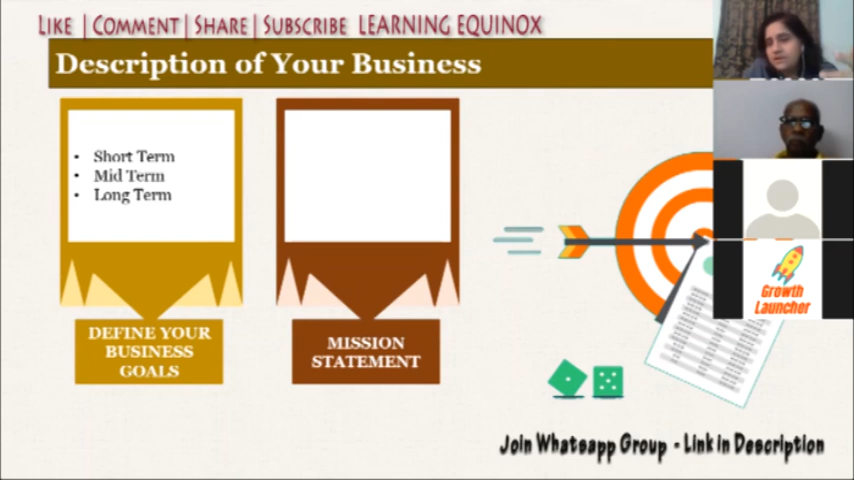 LIKE | COMMENT | SHARE | SUBSCRIBE LEARNING EQUINOX
Description of Your Business
• Short Term
• Mid Term
• Long Term
DEFINE YOUR
BUSINESS
GOALS
MISSION
STATEMENT
Growth
Launcher
Join Whatsapp Group - Link in Description